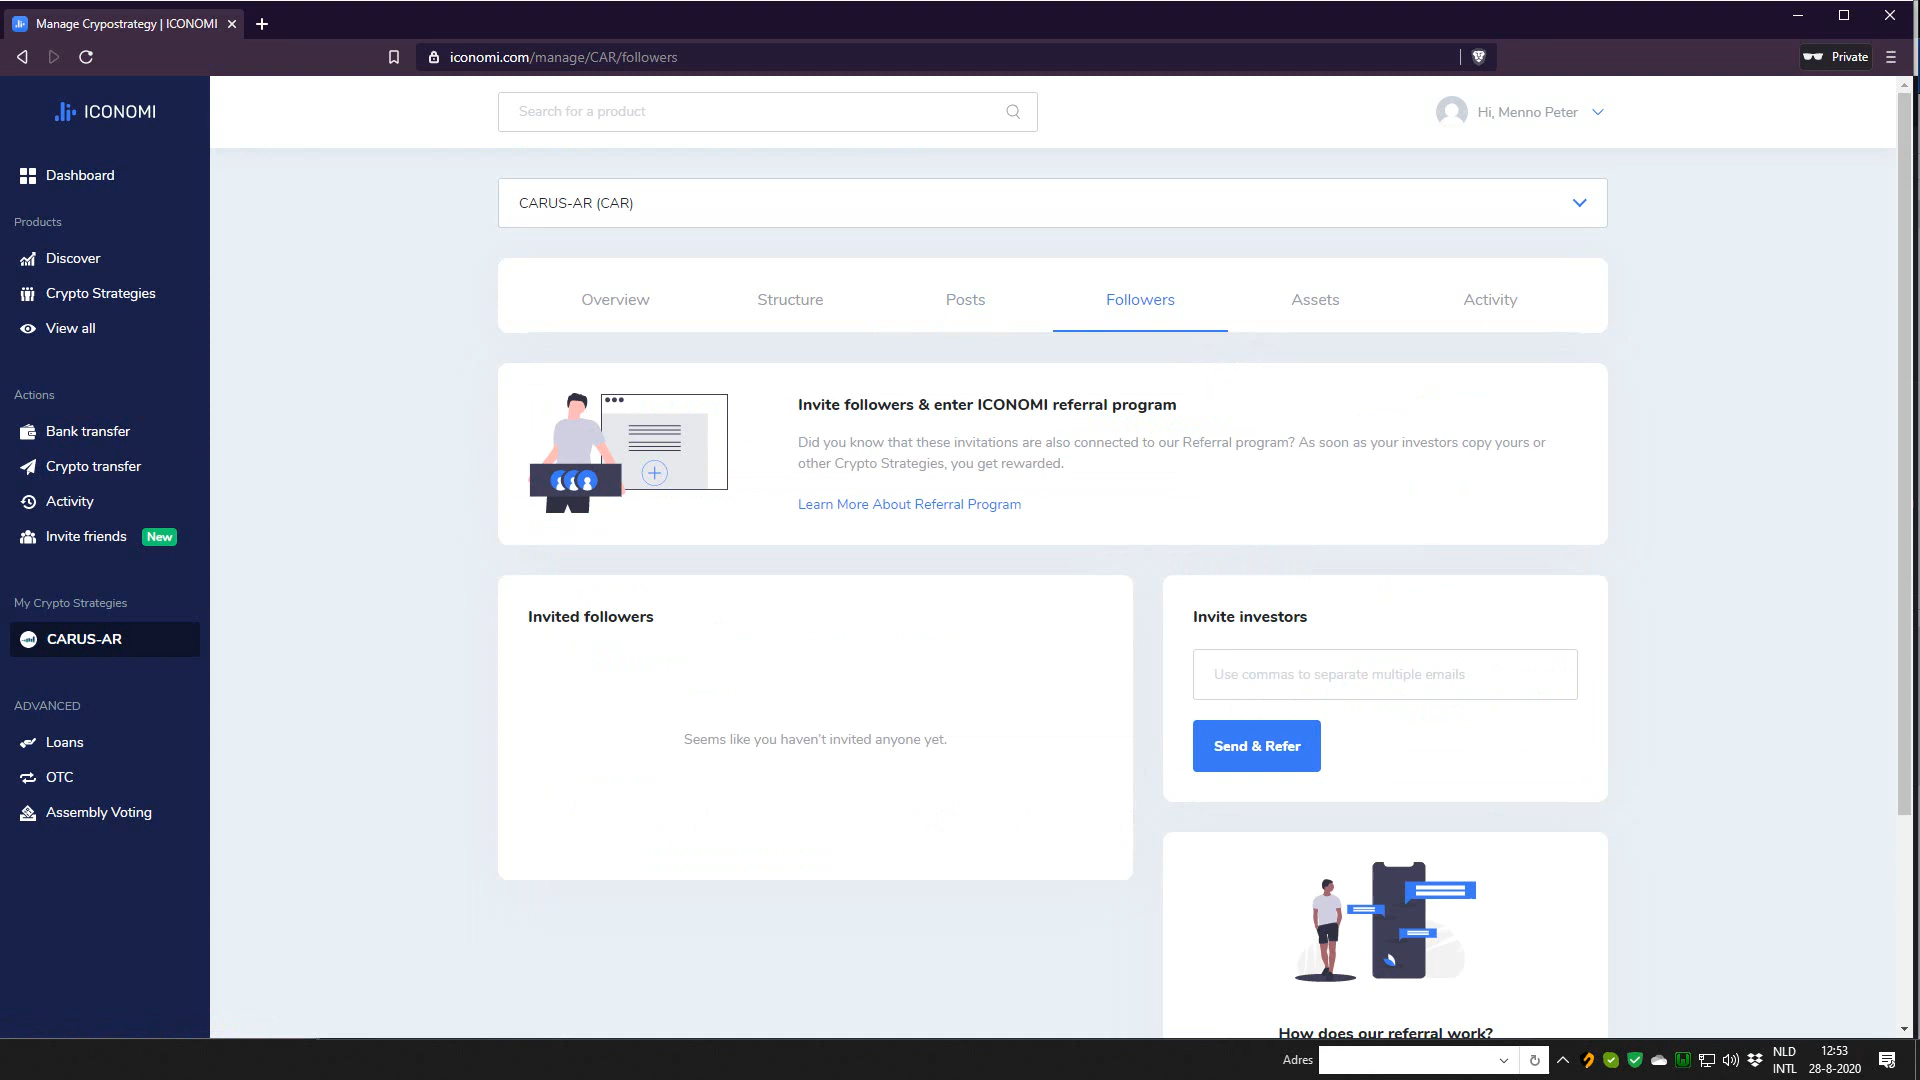 Manage Crypostrategy | ICONOMI
iconomi.com/manage/CAR/followers
Private
ICONOMI
Search for a product
Hi, Menno Peter
Dashboard
Products
Discover
Crypto Strategies
View all
Actions
Bank transfer
Crypto transfer
Activity
Invite friends New
My Crypto Strategies
CARUS-AR
ADVANCED
Loans
OTC
Assembly Voting
CARUS-AR (CAR)
Overview Structure Posts Followers Assets Activity
Invite followers & enter ICONOMI referral program
Did you know that these invitations are also connected to our Referral program? As soon as your investors copy yours or
other Crypto Strategies, you get rewarded.
Learn More About Referral Program
Invited followers
Seems like you haven't invited anyone yet.
Invite investors
Use commas to separate multiple emails
Send & Refer
How does our referral work?
Adres
NLD
INTL
12:53
28-8-2020